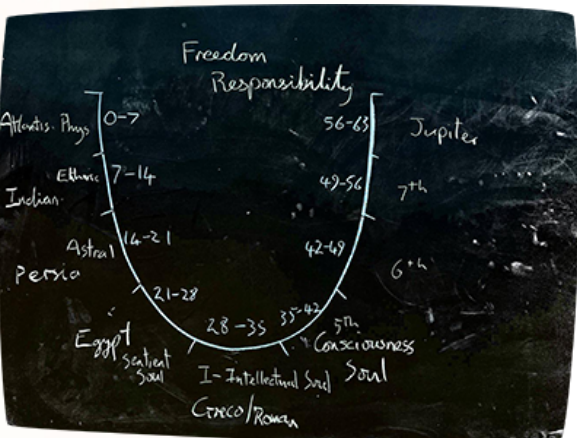 Freedom
Responsibility
Atlantis. Phys 0-7 56-63 Jupiter
Etheric 7-14 49-56 7th
Indian
14-21 42-49
Astral 6th
Persia
21-28 28-35 35-42
Egypt 5th
Sentient Consciousness
Soul Soul
I-Intellectual Soul
Greco/Roman